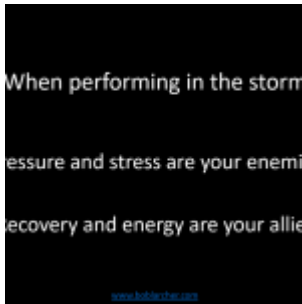 When performing in the storm
ressure and stress are your enemi
ecovery and energy are your allie